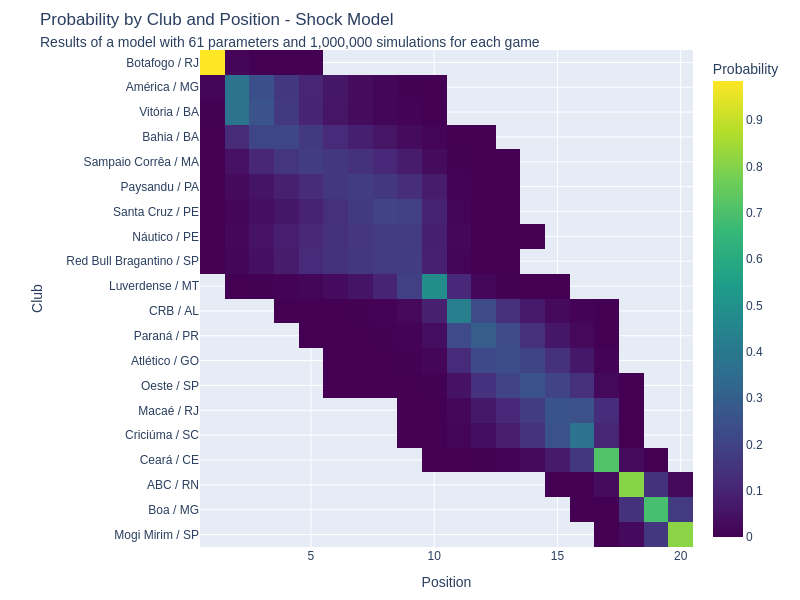 Probability by Club and Position - Shock Model
Results of a model with 61 parameters and 1,000,000 simulations for each game
Probability
Club
Botafogo / RJ
América / MG
Vitória / BA
Bahia / BA
Sampaio Corrêa / MA
Paysandu / PA
Santa Cruz / PE
Náutico / PE
Red Bull Bragantino / SP
Luverdense / MT
CRB / AL
Paraná / PR
Atlético / GO
Oeste / SP
Macaé / RJ
Criciúma / SC
Ceará / CE
ABC / RN
Boa / MG
Mogi Mirim / SP
0.9
0.8
0.7
0.6
0.5
0.4
0.3
0.2
0.1
0
5 10 15 20
Position